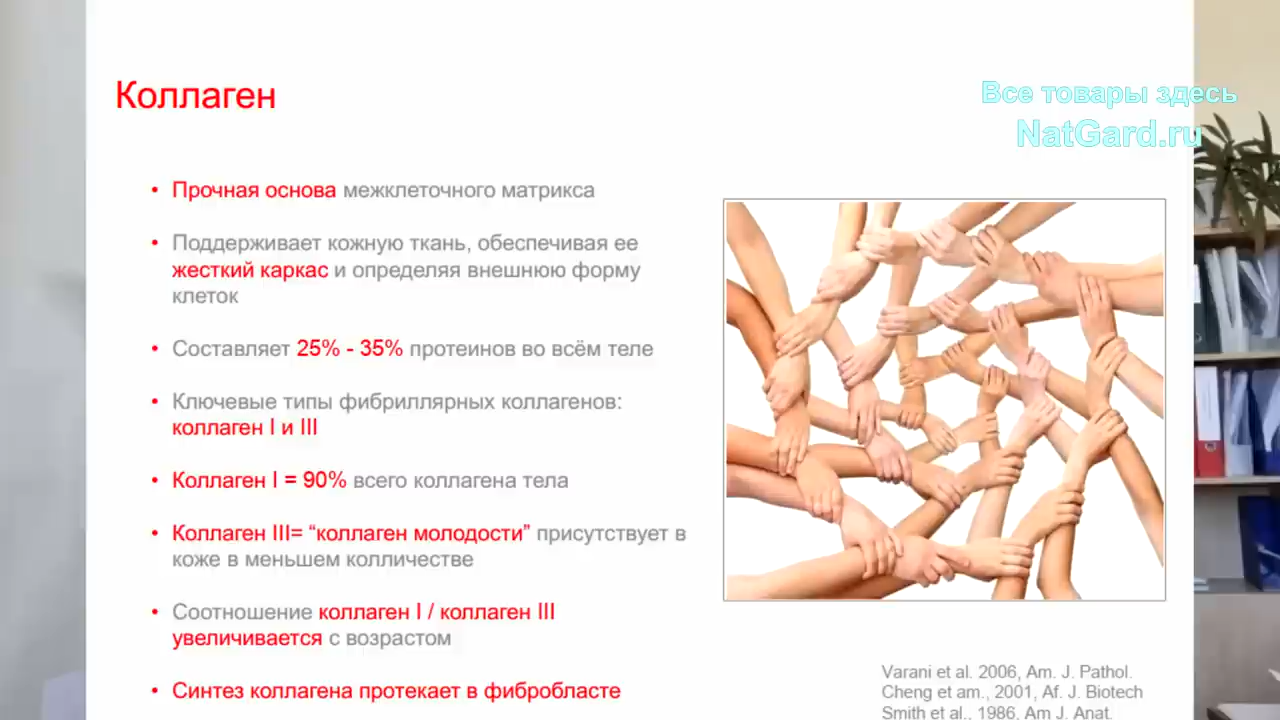 Коллаген
Все товары здесь
NatGard.ru
• Прочная основа межклеточного матрикса
• Поддерживает кожную ткань, обеспечивая ее
жесткий каркас и определяя внешнюю форму
клеток
• Составляет 25% - 35% протеинов во всём теле
• Ключевые типы фибриллярных коллагенов:
коллаген I и III
• Коллаген I = 90% всего коллагена тела
• Коллаген III= “коллаген молодости” присутствует в
коже в меньшем колличестве
• Соотношение коллаген I / коллаген III
увеличивается с возрастом
• Синтез коллагена протекает в фибробласте
Varani et al. 2006, Am. J. Pathol.
Cheng et am., 2001, Af. J. Biotech
Smith et al., 1986, Am J. Anat.